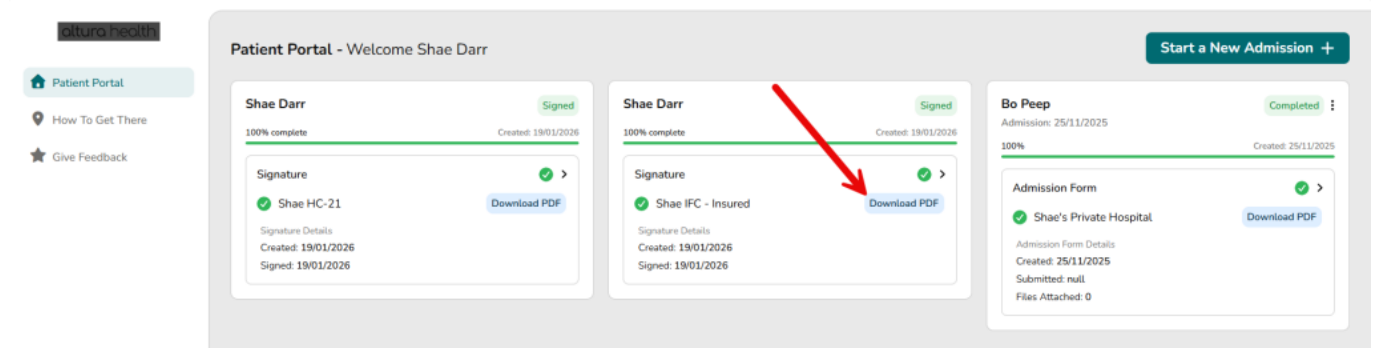 altura health
Patient Portal
How To Get There
Give Feedback
Patient Portal - Welcome Shae Darr
Start a New Admission +
Shae Darr
Signed
100% complete
Created: 19/01/2026
Signature
Shae HC-21
Download PDF
Signature Details
Created: 19/01/2026
Signed: 19/01/2026
Shae Darr
Signed
100% complete
Created: 19/01/2026
Signature
Shae IFC - Insured
Download PDF
Signature Details
Created: 19/01/2026
Signed: 19/01/2026
Bo Peep
Completed
Admission: 25/11/2025
100%
Created: 25/11/2025
Admission Form
Shae's Private Hospital
Download PDF
Admission Form Details
Created: 25/11/2025
Submitted: null
Files Attached: 0